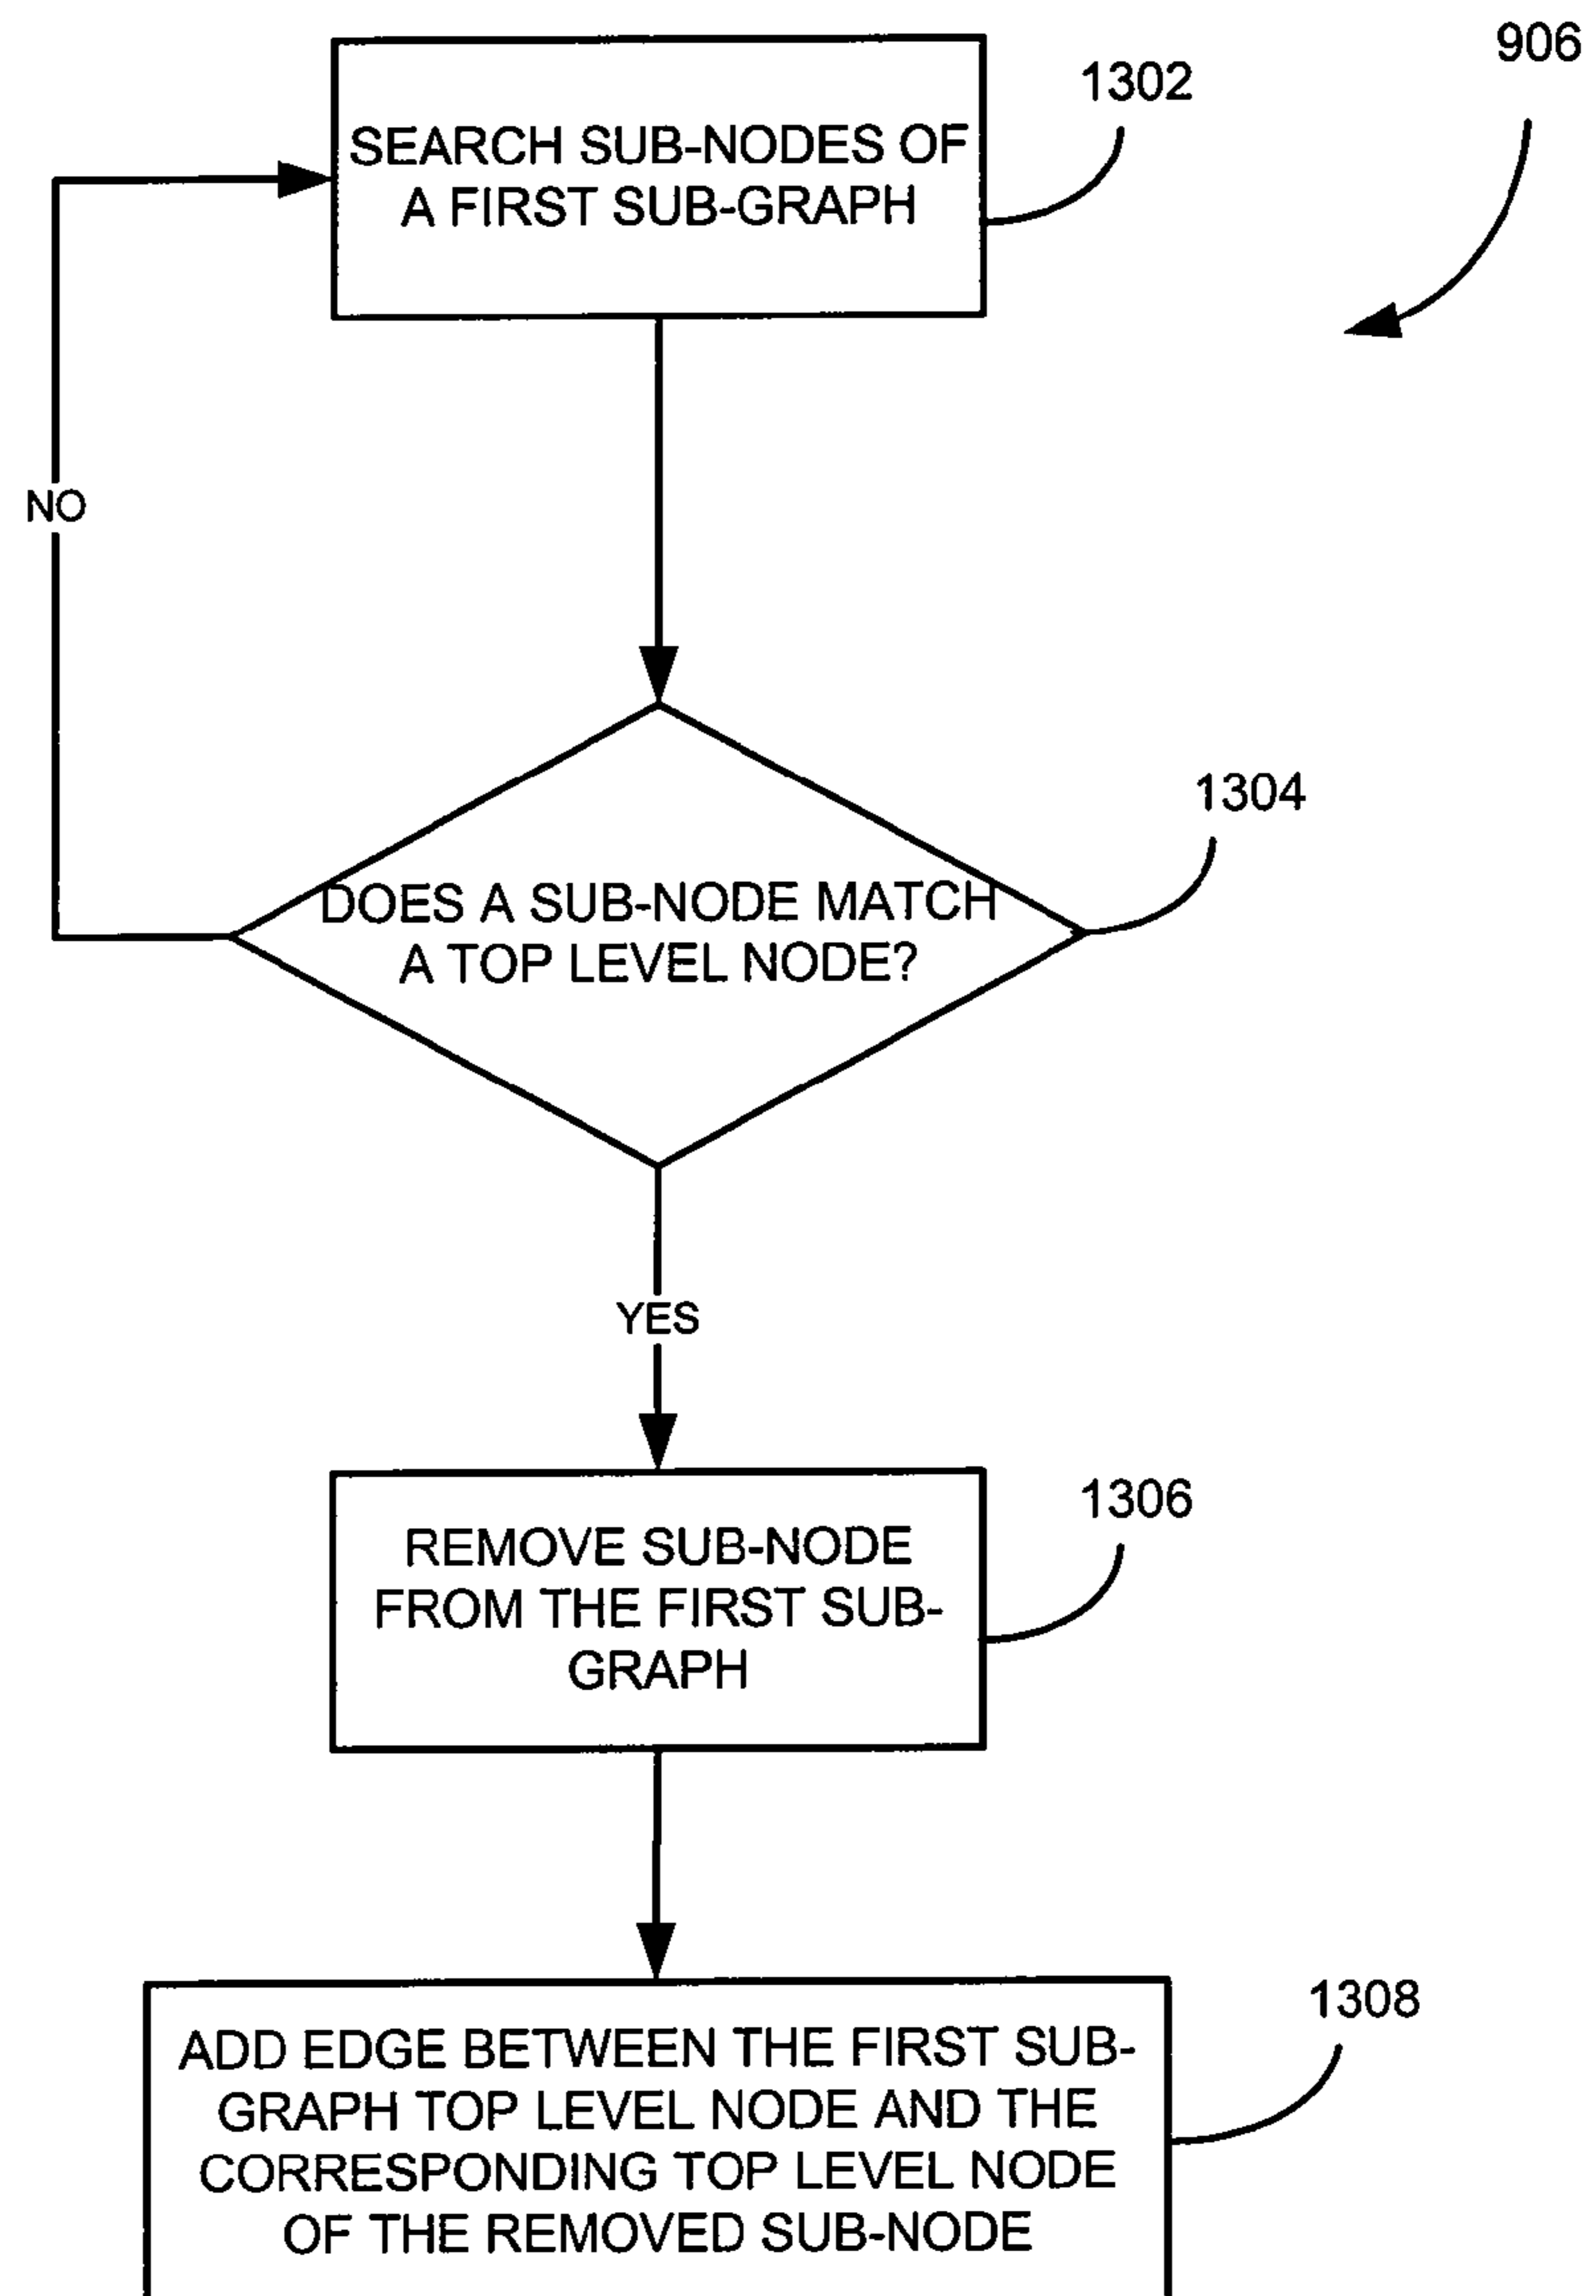 906
1302
SEARCH SUB-NODES OF
A FIRST SUB-GRAPH
NO
1304
DOES A SUB-NODE MATCH
A TOP LEVEL NODE?
YES
1306
REMOVE SUB-NODE
FROM THE FIRST SUB-
GRAPH
1308
ADD EDGE BETWEEN THE FIRST SUB-
GRAPH TOP LEVEL NODE AND THE
CORRESPONDING TOP LEVEL NODE
OF THE REMOVED SUB-NODE